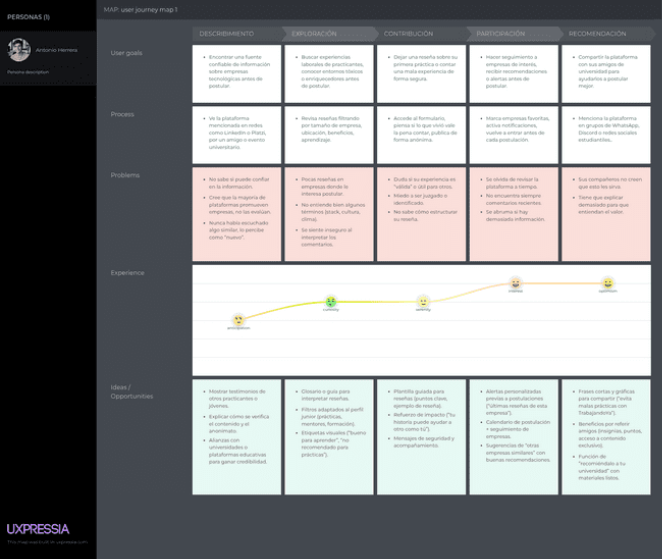 PERSONAS (1)
Antonio Herrera
Persona description
MAP: user journey map 1
DESCRIBIMIENTO
EXPLORACIÓN
CONTRIBUCIÓN
PARTICIPACIÓN
RECOMENDACIÓN
User goals
Encontrar una fuente
confiable de información
sobre empresas
tecnológicas antes de
postular
Buscar experiencias
laborales de practicantes,
conocer entornos tóxicos
o enriquecedores antes
de postular.
Dejar una reseña sobre su
primera práctica o contar
una mala experiencia de
forma segura.
Hacer seguimiento a
empresas de interés,
recibir recomendaciones
o alertas antes de
postular
Compartir la plataforma
con sus amigos de
universidad para
ayudarlos a postular
mejor.
Process
Ve la plataforma
mencionada en redes
como LinkedIn o Platzi,
por un amigo o evento
universitario
Revisa reseñas filtrando
por tamaño de empresa,
ubicación, beneficios,
aprendizaje.
Accede al formulario,
piensa si lo que vivió vale
la pena contar, publica de
forma anónima.
Marca empresas favoritas,
activa notificaciones,
vuelve a entrar antes de
cada postulación.
Menciona la plataforma
en grupos de WhatsApp,
Discord o redes sociales
estudiantiles.
Problems
No sabe si puede confiar
en la información.
Cree que la mayoría de
plataformas promueven
empresas, no las evalúan.
Nunca había escuchado
algo similar, lo percibe
como "nuevo".
Pocas reseñas en
empresas donde le
interesa postular.
No entiende bien algunos
términos (stack, cultura,
clima).
Se siente inseguro al
interpretar los
comentarios.
Duda si su experiencia es
"válida" o útil para otros.
Miedo a ser juzgado o
identificado.
No sabe cómo estructurar
su reseña.
Se olvida de revisar la
plataforma a tiempo.
No encuentra siempre
comentarios recientes.
Se abruma si hay
demasiada información
Sus compañeros no creen
que esto les sirva
Tiene que explicar
demasiado para que
entiendan el valor.
Experience
Ideas /
Opportunities
Mostrar testimonios de
otros practicantes o
jóvenes.
Explicar cómo se verifica
el contenido y el
anonimato.
Alianzas con
universidades o
plataformas educativas
para ganar credibilidad.
Glosario o guía para
interpretar reseñas.
Filtros adaptados al perfil
junior (prácticas,
mentores, formación).
Etiquetas visuales ("bueno
para aprender", "no
recomendado para
prácticas").
Plantilla guiada para
reseñas (puntos clave,
ejemplo de reseña).
Refuerzo de impacto ("tu
historia puede ayudar a
otro como tú").
Mensajes de seguridad y
acompañamiento.
Alertas personalizadas
previas a postulaciones
("últimas reseñas de esta
empresa").
Calendario de postulación
+ seguimiento de
empresas.
Sugerencias de "otras
empresas similares" con
buenas recomendaciones.
Frases cortas y gráficas
para compartir ("evita
malas prácticas con
Beneficios por referir
amigos (insignias, puntos,
acceso a contenido
exclusivo).
Función de
"recomiéndalo a tu
universidad" con
materiales listos.
UXPRESSIA